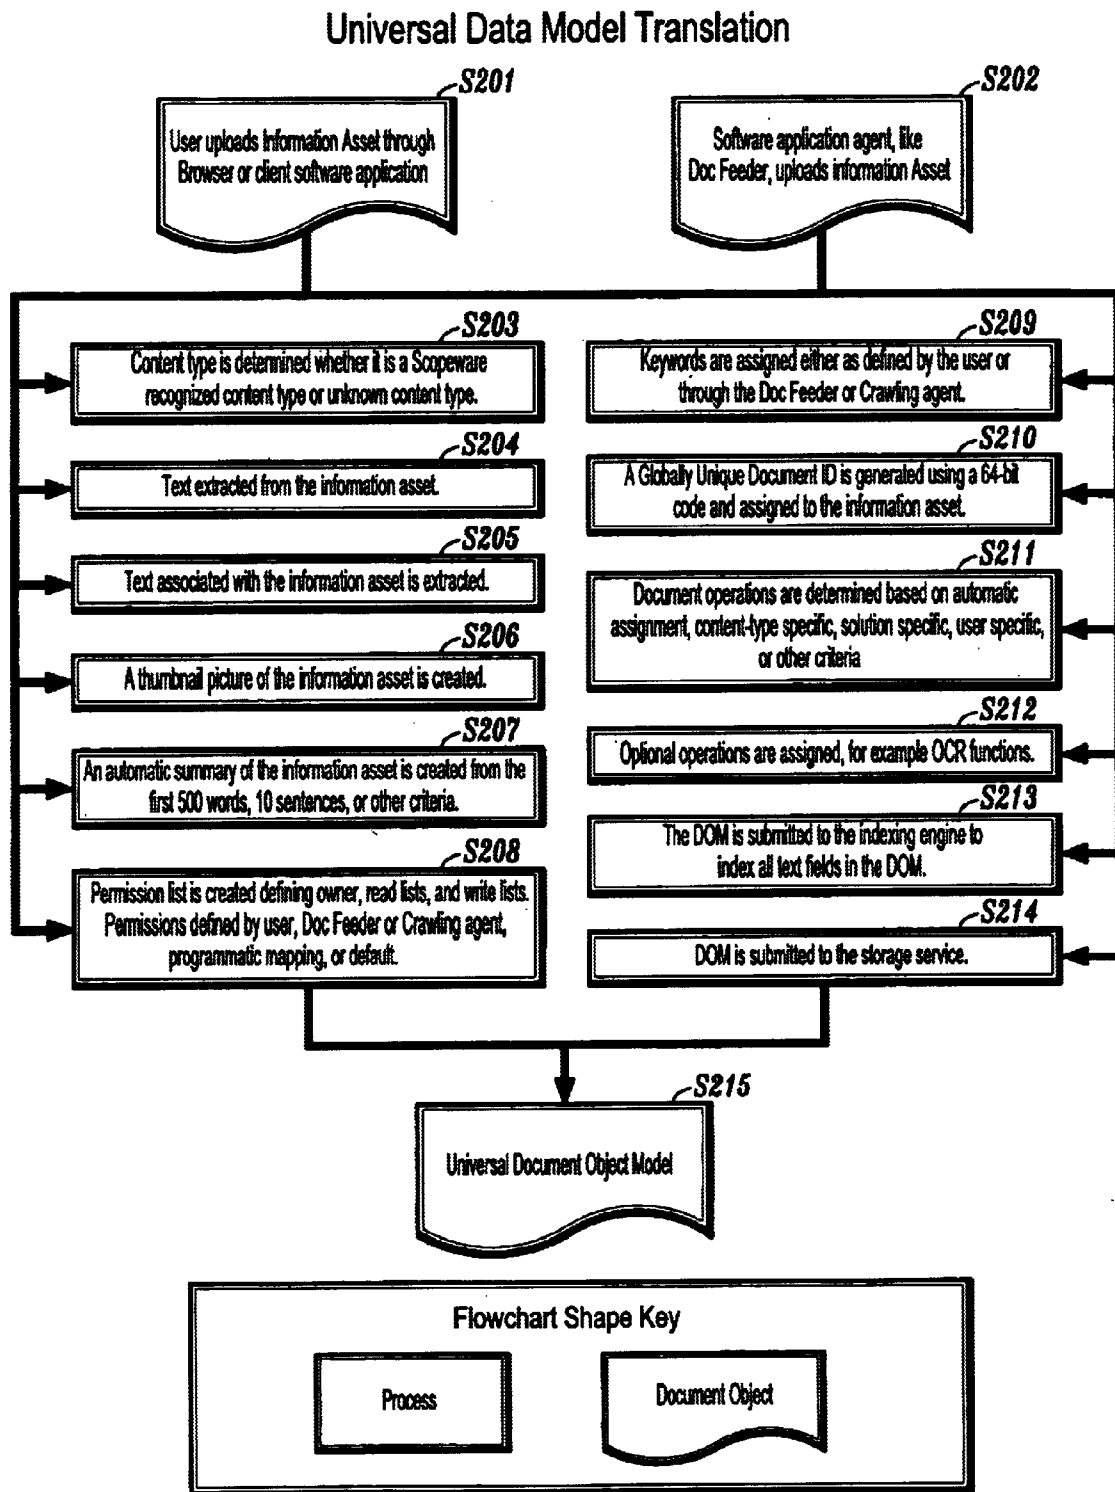 Universal Data Model Translation
S201
User uploads Information Asset through
Browser or client software application
S202
Software application agent, like
Doc Feeder, uploads information Asset
S203
Content type is determined whether it is a Scopeware
recognized content type or unknown content type.
S204
Text extracted from the information asset.
S205
Text associated with the information asset is extracted.
S206
A thumbnail picture of the information asset is created.
S207
An automatic summary of the information asset is created from the
first 500 words, 10 sentences, or other criteria.
S208
Permission list is created defining owner, read lists, and write lists.
Permissions defined by user, Doc Feeder or Crawling agent,
programmatic mapping, or default.
S209
Keywords are assigned either as defined by the user or
through the Doc Feeder or Crawling agent.
S210
A Globally Unique Document ID is generated using a 64-bit
code and assigned to the information asset.
S211
Document operations are determined based on automatic
assignment, content-type specific, solution specific, user specific,
or other criteria
S212
Optional operations are assigned, for example OCR functions.
S213
The DOM is submitted to the indexing engine to
index all text fields in the DOM.
S214
DOM is submitted to the storage service.
S215
Universal Document Object Model
Flowchart Shape Key
Process
Document Object